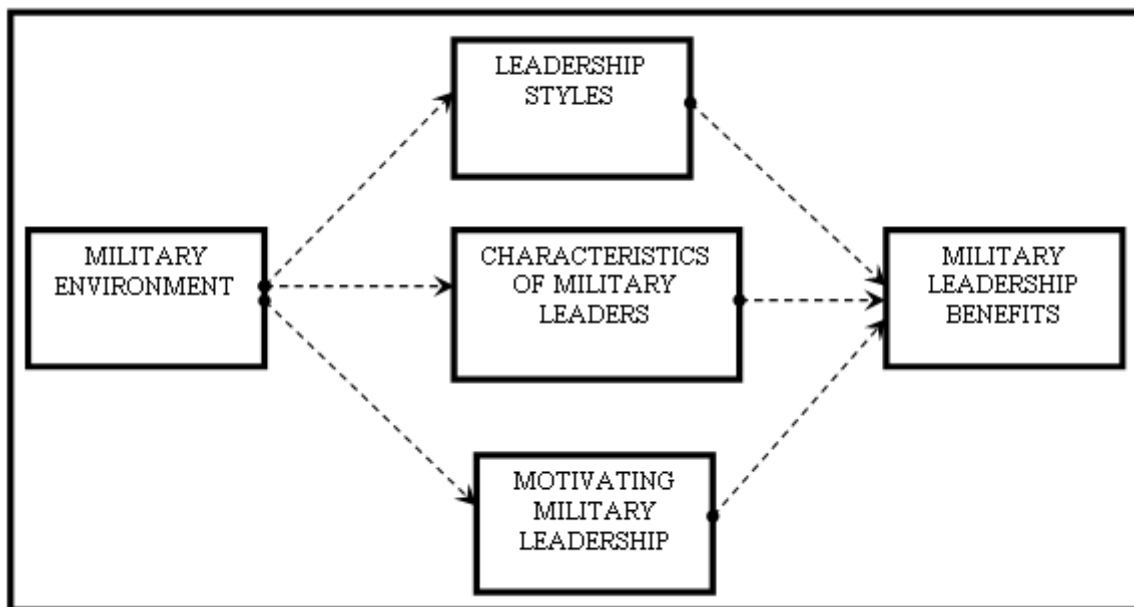 LEADERSHIP
STYLES
MILITARY
ENVIRONMENT
CHARACTERISTICS
OF MILITARY
LEADERS
MILITARY
LEADERSHIP
BENEFITS
MOTIVATING
MILITARY
LEADERSHIP